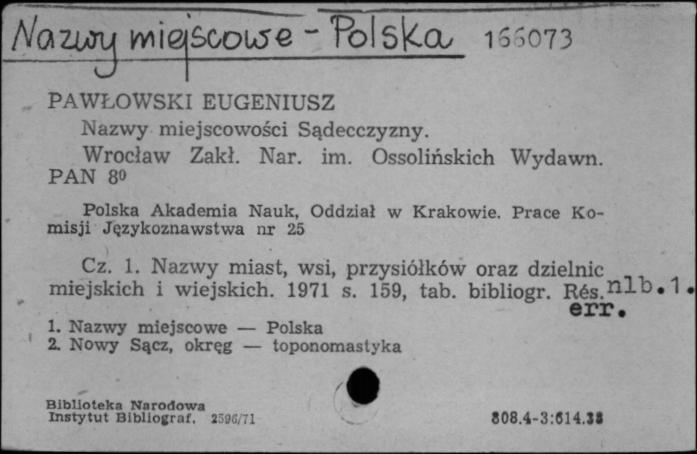 Nazwy miejscowe - Polska 166073
PAWŁOWSKI EUGENIUSZ
Nazwy miejscowości Sądecczyzny.
Wrocław Zakł. Nar. im. Ossolińskich Wydawn.
PAN 8⁰
Polska Akademia Nauk, Oddział w Krakowie. Prace Ko-
misji Językoznawstwa nr 25
Cz. 1. Nazwy miast, wsi, przysiółków oraz dzielnic
miejskich i wiejskich. 1971 s. 159, tab. bibliogr. Rés. nlb.1.
err.
1. Nazwy miejscowe — Polska
2. Nowy Sącz, okręg — toponomastyka
Biblioteka Narodowa
Instytut Bibliograf. 2596/71 808.4-3:614.38